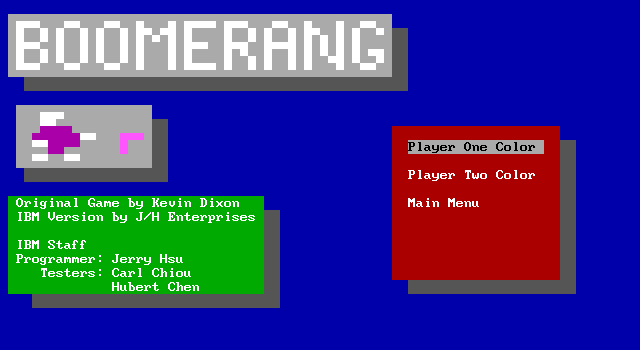 BOOMERANG
Player One Color
Player Two Color
Main Menu
Original Game by Kevin Dixon
IBM Version by J/H Enterprises
IBM Staff
Programmer: Jerry Hsu
Testers: Carl Chiou
Hubert Chen